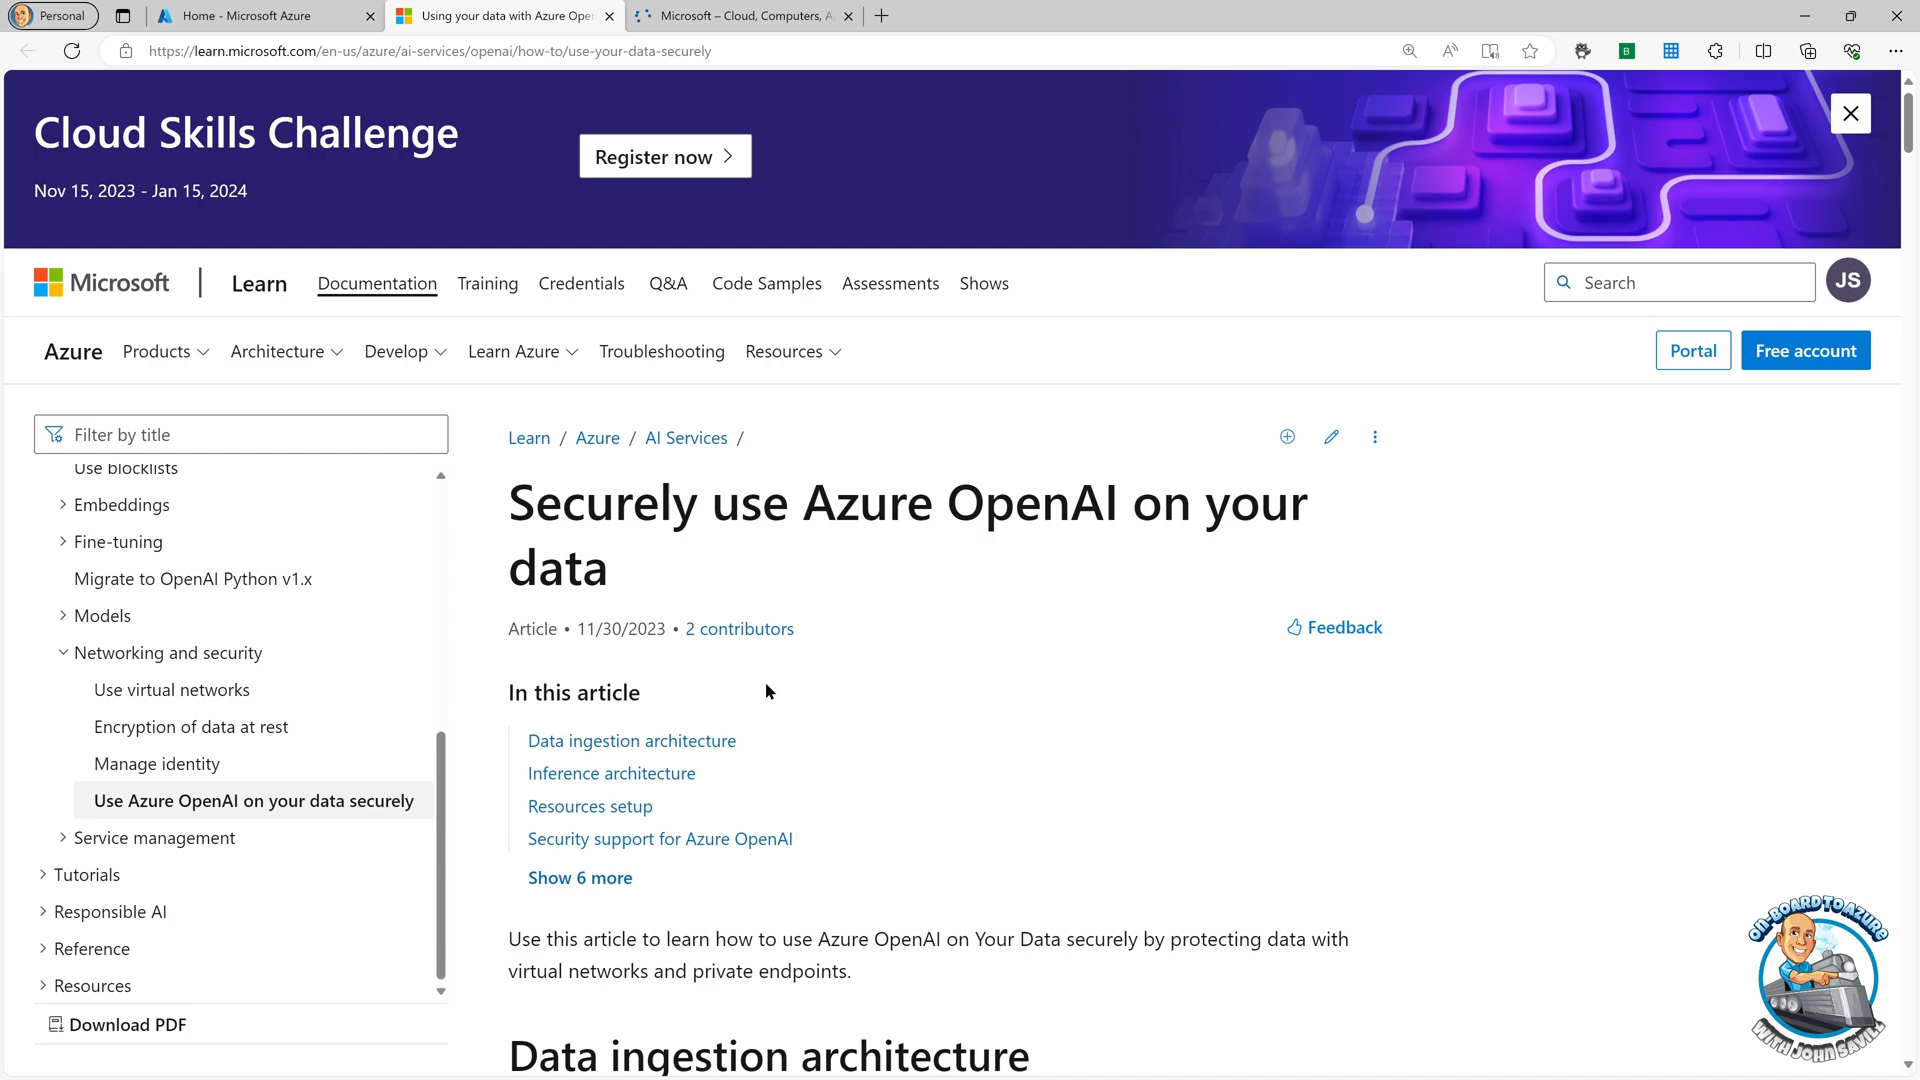 Personal
Home - Microsoft Azure
Using your data with Azure Oper
Microsoft – Cloud, Computers, A
https://learn.microsoft.com/en-us/azure/ai-services/openai/how-to/use-your-data-securely
B
Cloud Skills Challenge
Register now
Nov 15, 2023 - Jan 15, 2024
Microsoft
Learn
Documentation
Training
Credentials
Q&A
Code Samples
Assessments
Shows
Search
JS
Azure
Products
Architecture
Develop
Learn Azure
Troubleshooting
Resources
Portal
Free account
Filter by title
Use blocklists
Embeddings
Fine-tuning
Migrate to OpenAI Python v1.x
Models
Networking and security
Use virtual networks
Encryption of data at rest
Manage identity
Use Azure OpenAI on your data securely
Service management
Tutorials
Responsible AI
Reference
Resources
Download PDF
Learn / Azure / AI Services /
Securely use Azure OpenAI on your
data
Article • 11/30/2023 • 2 contributors
Feedback
In this article
Data ingestion architecture
Inference architecture
Resources setup
Security support for Azure OpenAI
Show 6 more
Use this article to learn how to use Azure OpenAI on Your Data securely by protecting data with
virtual networks and private endpoints.
Data ingestion architecture
ON-BOARD TO AZURE
WITH JOHN SAVILL